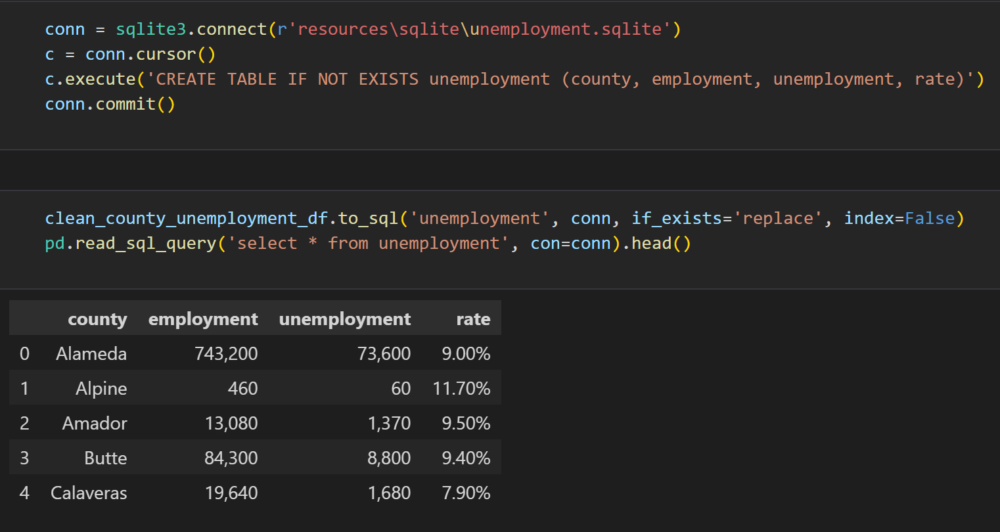 conn = sqlite3.connect(r'resources\sqlite\unemployment.sqlite')
c = conn.cursor()
c.execute('CREATE TABLE IF NOT EXISTS unemployment (county, employment, unemployment, rate)')
conn.commit()
clean_county_unemployment_df.to_sql('unemployment', conn, if_exists='replace', index=False)
pd.read_sql_query('select * from unemployment', con=conn).head()
county employment unemployment rate
0 Alameda 743,200 73,600 9.00%
1 Alpine 460 60 11.70%
2 Amador 13,080 1,370 9.50%
3 Butte 84,300 8,800 9.40%
4 Calaveras 19,640 1,680 7.90%